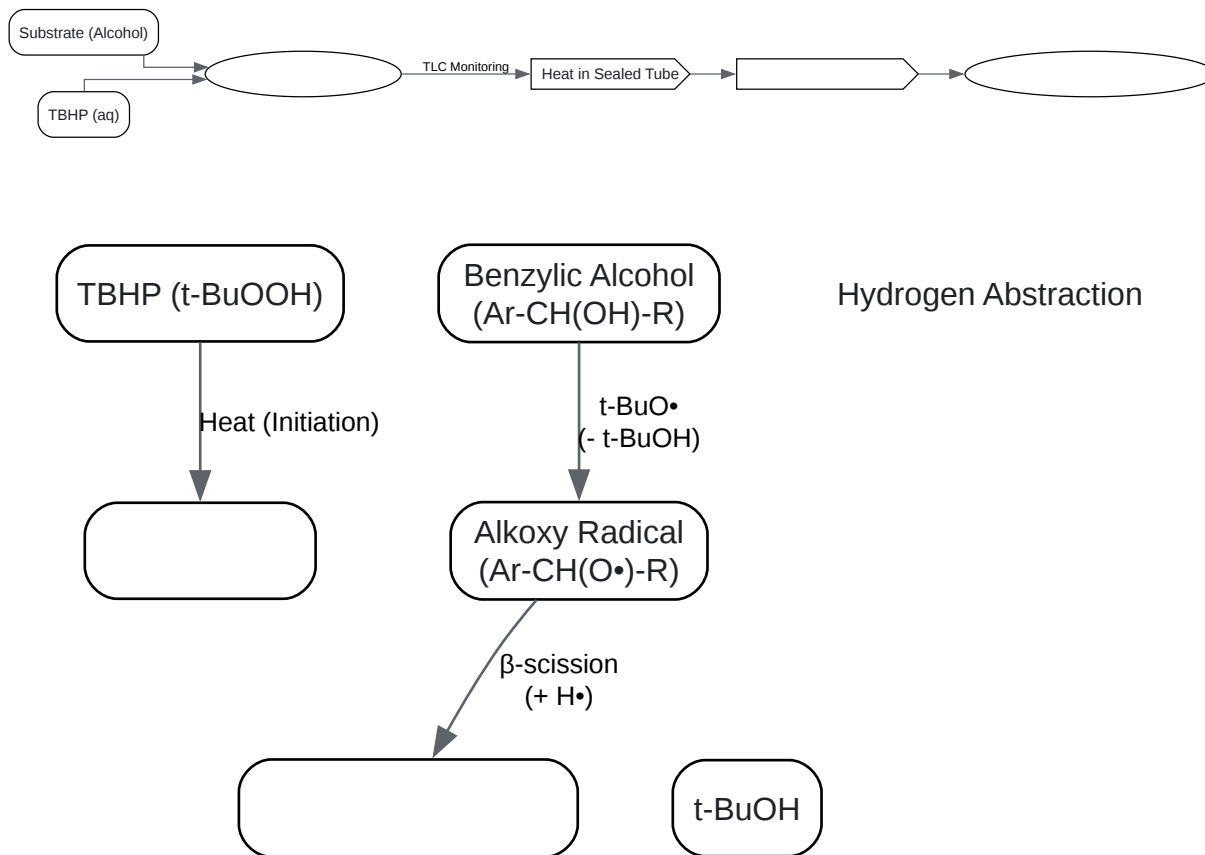 Substrate (Alcohol)
TBHP (aq)
TLC Monitoring
Heat in Sealed Tube
TBHP (t-BuOOH)
Benzylic Alcohol
(Ar-CH(OH)-R)
Hydrogen Abstraction
Heat (Initiation)
t-BuO•
(- t-BuOH)
Alkoxy Radical
(Ar-CH(O•)-R)
β-scission
(+ H•)
t-BuOH